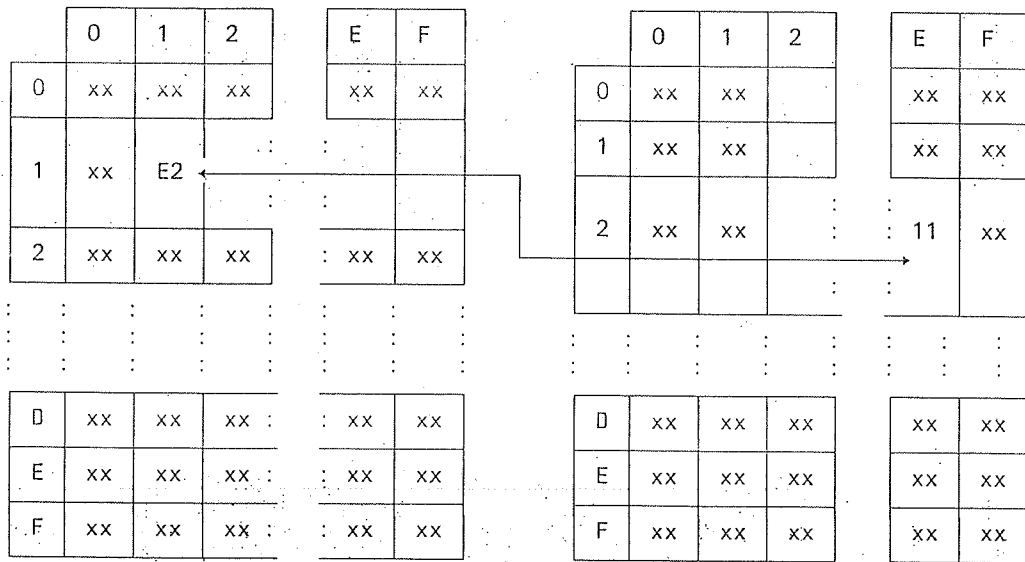 0 1 2 E F
0 xx xx xx xx xx
1 xx E2 : :
: :
2 xx xx xx : xx xx
: : : : : : :
: : : : : : :
: : : : : : :
D xx xx xx : : xx xx
E xx xx xx : : xx xx
F xx xx xx : : xx xx
0 1 2 E F
0 xx xx xx xx
1 xx xx xx xx
: :
2 xx xx : : 11 xx
: :
: : : : : : : :
: : : : : : : :
: : : : : : : :
D xx xx xx xx xx
E xx xx xx xx xx
F xx xx xx xx xx